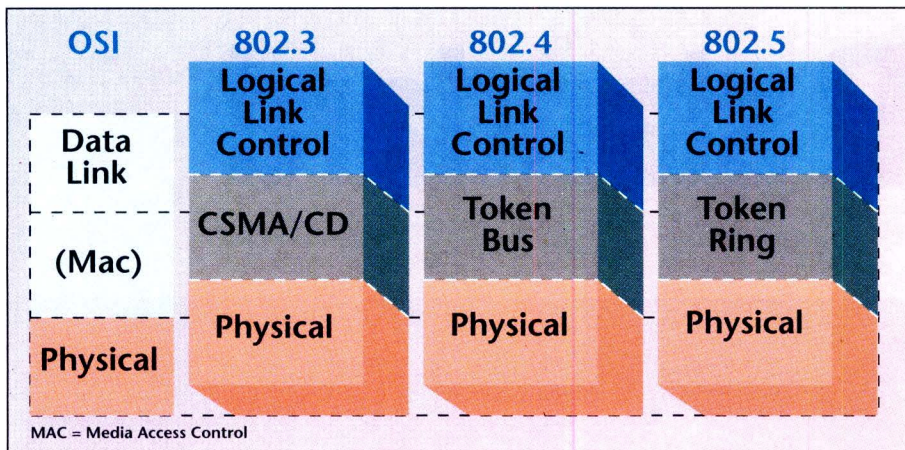 OSI
802.3
802.4
802.5
Data
Link
(Mac)
Physical
Logical
Link
Control
CSMA/CD
Physical
Logical
Link
Control
Token
Bus
Physical
Logical
Link
Control
Token
Ring
Physical
MAC = Media Access Control